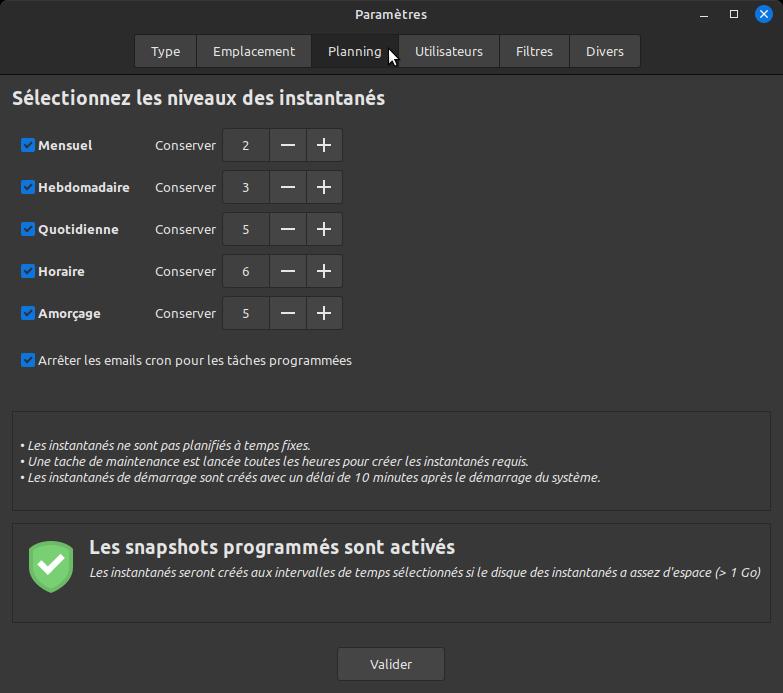 Paramètres
Type Emplacement Planning Utilisateurs Filtres Divers
Sélectionnez les niveaux des instantanés
Mensuel Conserver 2
Hebdomadaire Conserver 3
Quotidienne Conserver 5
Horaire Conserver 6
Amorçage Conserver 5
Arrêter les emails cron pour les tâches programmées
• Les instantanés ne sont pas planifiés à temps fixes.
• Une tache de maintenance est lancée toutes les heures pour créer les instantanés requis.
• Les instantanés de démarrage sont créés avec un délai de 10 minutes après le démarrage du système.
Les snapshots programmés sont activés
Les instantanés seront créés aux intervalles de temps sélectionnés si le disque des instantanés a assez d'espace (> 1 Go)
Valider